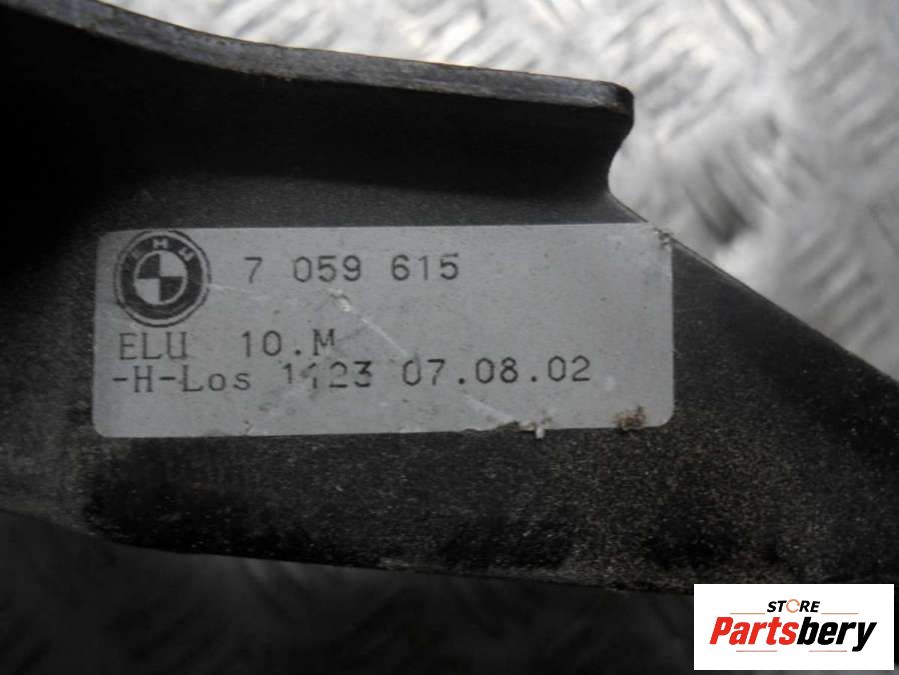 BMW
7 059 615
ELU 10.M
-H-Los 1123 07.08.02
STORE
Partsbery